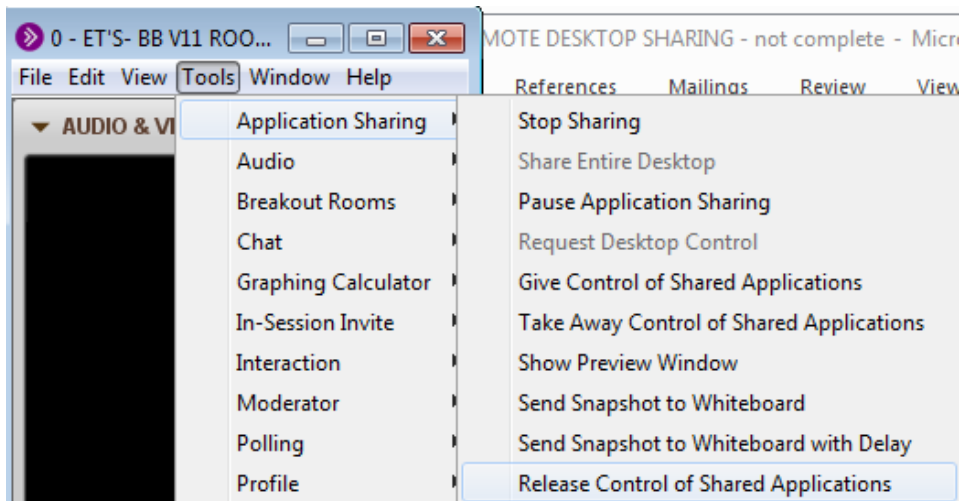 0 - ET'S- BB V11 ROO...
MOTE DESKTOP SHARING - not complete - Micr
File Edit View Tools Window Help
References Mailings Review View
AUDIO & VI
Application Sharing
Audio
Breakout Rooms
Chat
Graphing Calculator
In-Session Invite
Interaction
Moderator
Polling
Profile
Stop Sharing
Share Entire Desktop
Pause Application Sharing
Request Desktop Control
Give Control of Shared Applications
Take Away Control of Shared Applications
Show Preview Window
Send Snapshot to Whiteboard
Send Snapshot to Whiteboard with Delay
Release Control of Shared Applications